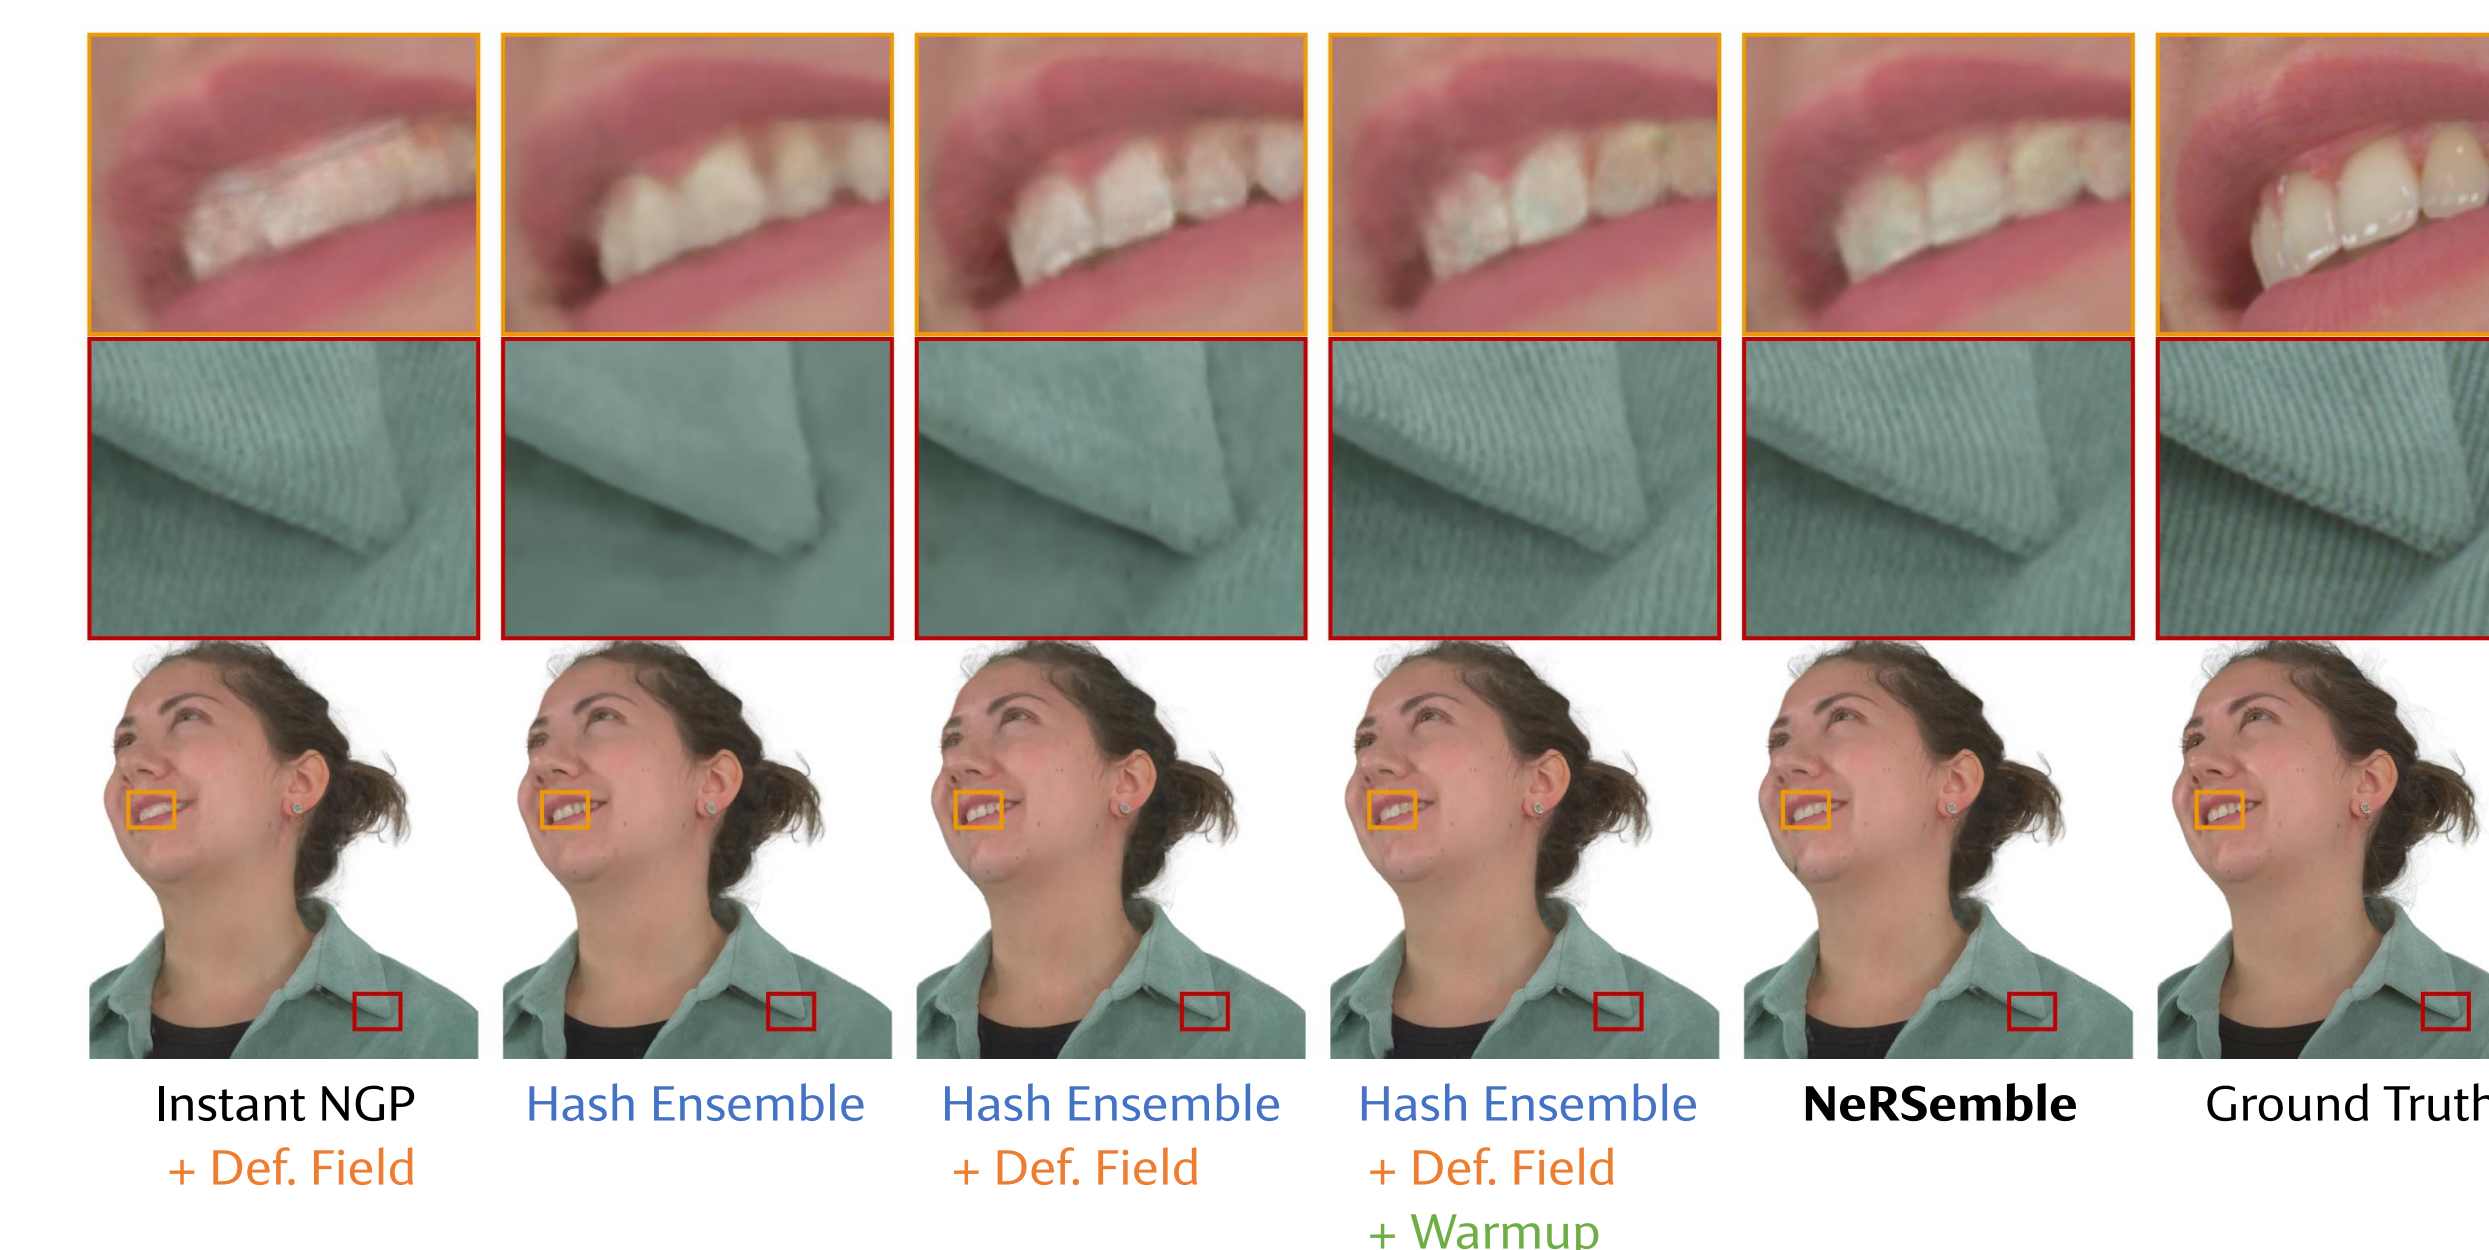 Instant NGP
+ Def. Field
Hash Ensemble
Hash Ensemble
+ Def. Field
Hash Ensemble
+ Def. Field
+ Warmup
NeRSemble
Ground Truth